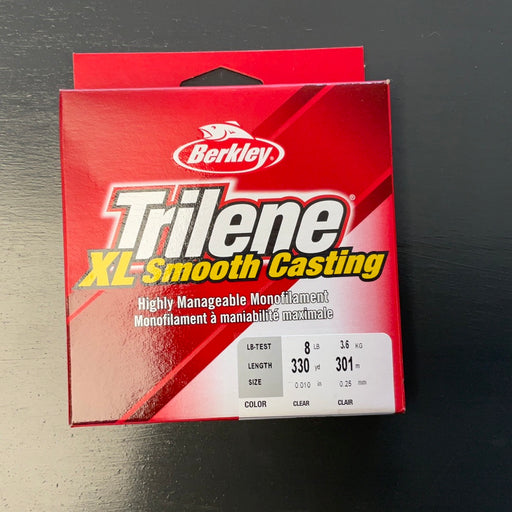 Berkley
Trilene®
XL Smooth Casting
Highly Manageable Monofilament
Monofilament à maniabilité maximale
LB-TEST 8 LB 3.6 KG
LENGTH 330 yd 301 m
SIZE 0.010 in 0.25 mm
COLOR CLEAR CLAIR